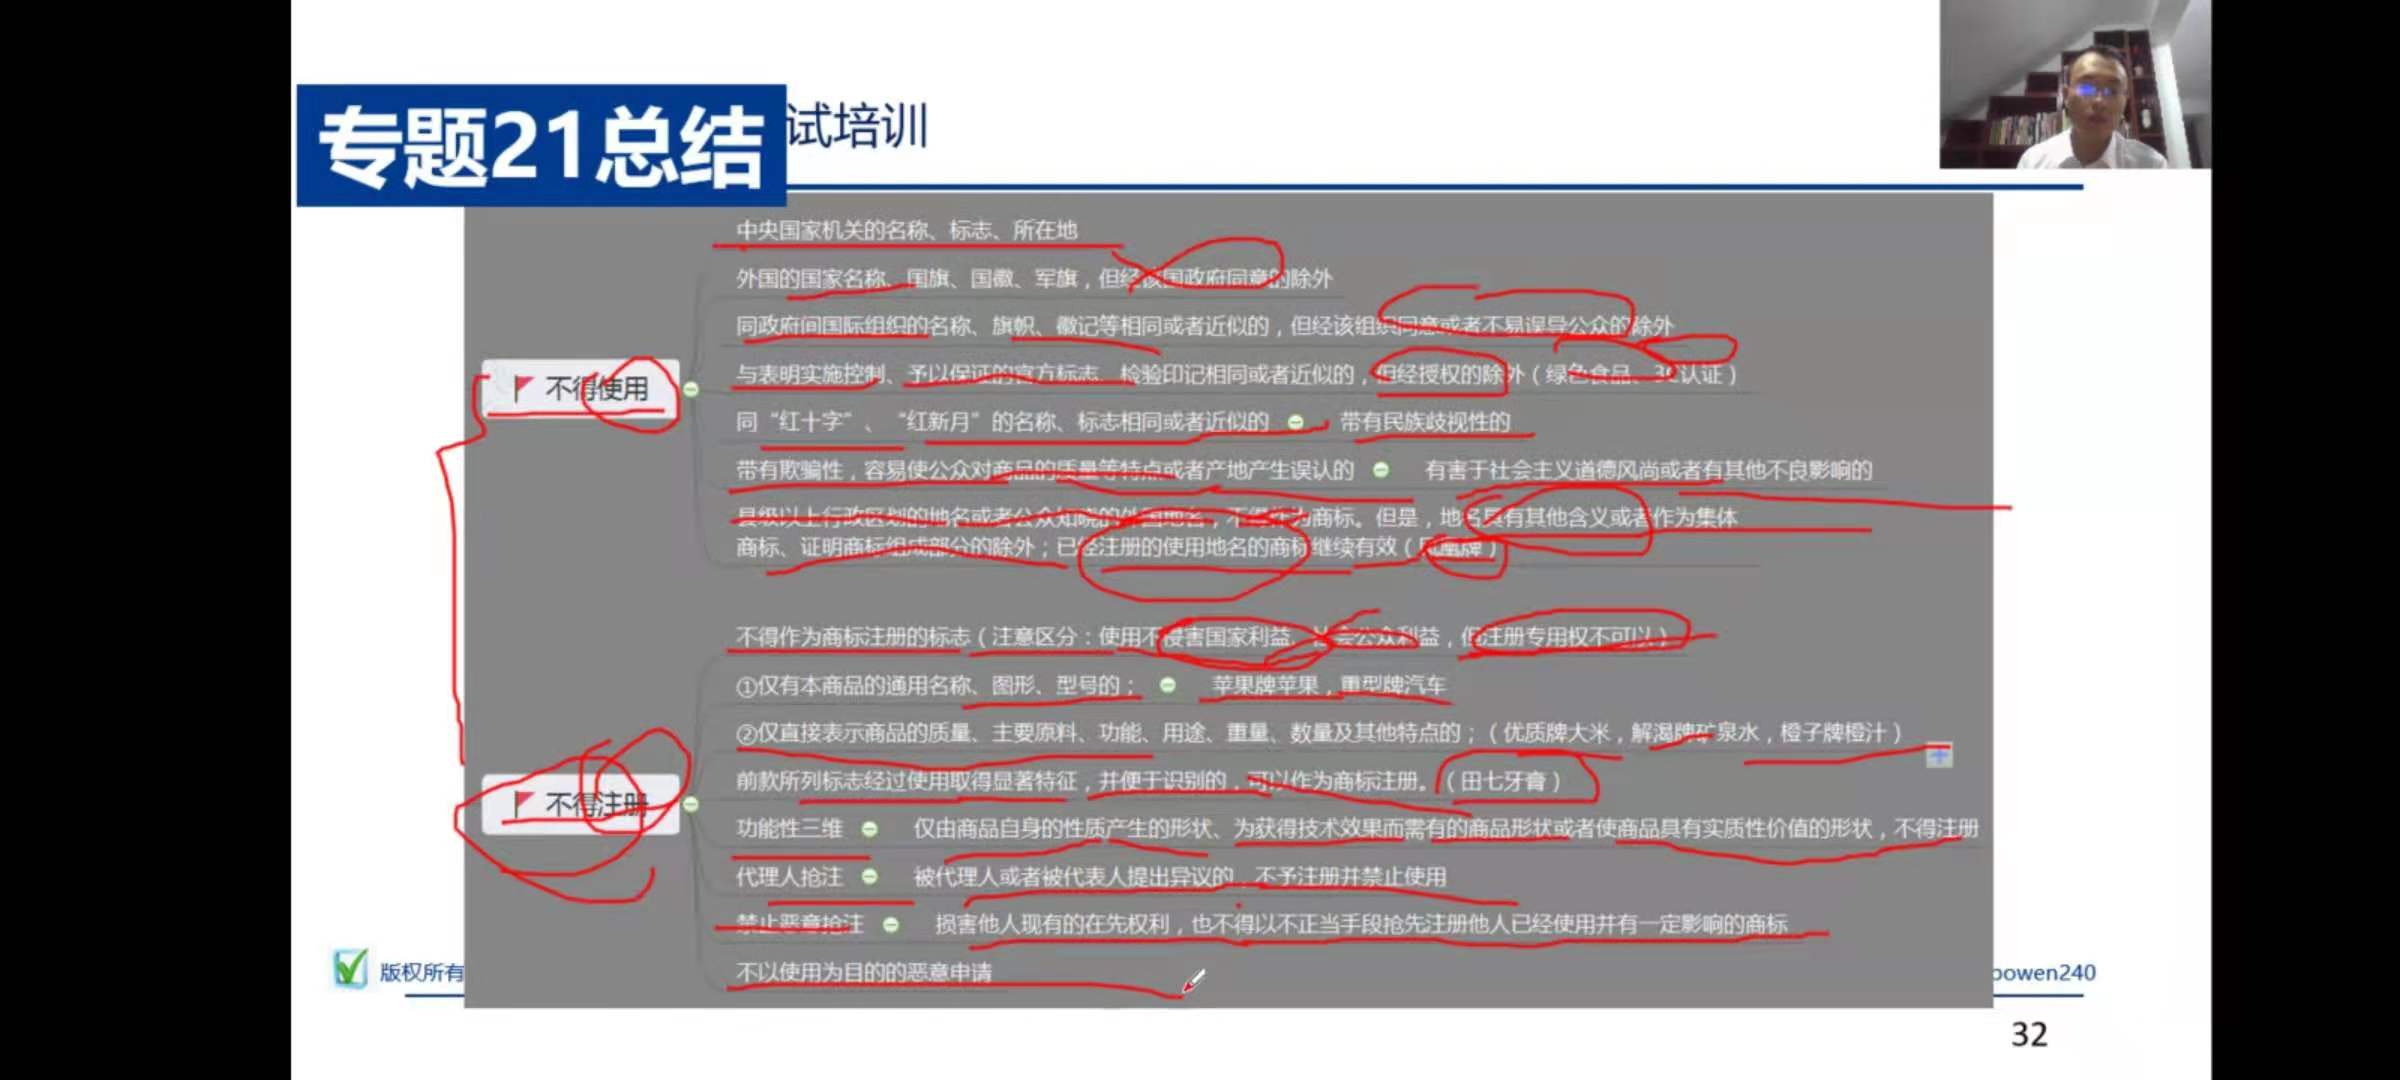 专题21总结
试培训
中央国家机关的名称、标志、所在地
外国的国家名称、国旗、国徽、军旗，但经该国政府同意的除外
同政府间国际组织的名称、旗帜、徽记等相同或者近似的，但经该组织同意或者不易误导公众的除外
不得使用
与表明实施控制、予以保证的官方标志、检验印记相同或者近似的，但经授权的除外（绿色食品、3C认证）
同“红十字”、“红新月”的名称、标志相同或者近似的 带有民族歧视性的
带有欺骗性，容易使公众对商品的质量等特点或者产地产生误认的 有害于社会主义道德风尚或者有其他不良影响的
县级以上行政区划的地名或者公众知晓的外国地名，不得作为商标。但是，地名具有其他含义或者作为集体
商标、证明商标组成部分的除外；已经注册的使用地名的商标继续有效（凤凰牌）
不得作为商标注册的标志（注意区分：使用不侵害国家利益、社会公众利益，但注册专用权不可以）
①仅有本商品的通用名称、图形、型号的； 苹果牌苹果，重型牌汽车
②仅直接表示商品的质量、主要原料、功能、用途、重量、数量及其他特点的；（优质牌大米，解渴牌矿泉水，橙子牌橙汁）
前款所列标志经过使用取得显著特征，并便于识别的，可以作为商标注册。（田七牙膏）
不得注册
功能性三维 仅由商品自身的性质产生的形状、为获得技术效果而需有的商品形状或者使商品具有实质性价值的形状，不得注册
代理人抢注 被代理人或者被代表人提出异议的，不予注册并禁止使用
禁止恶意抢注 损害他人现有的在先权利，也不得以不正当手段抢先注册他人已经使用并有一定影响的商标
不以使用为目的的恶意申请
版权所有
bowen240
32